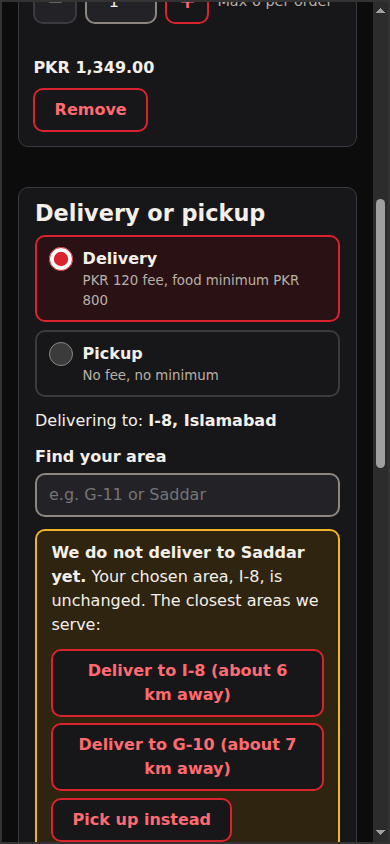 − 1 + Max 6 per order
PKR 1,349.00
Remove
Delivery or pickup
Delivery
PKR 120 fee, food minimum PKR
800
Pickup
No fee, no minimum
Delivering to: I-8, Islamabad
Find your area
e.g. G-11 or Saddar
We do not deliver to Saddar
yet. Your chosen area, I-8, is
unchanged. The closest areas we
serve:
Deliver to I-8 (about 6
km away)
Deliver to G-10 (about 7
km away)
Pick up instead